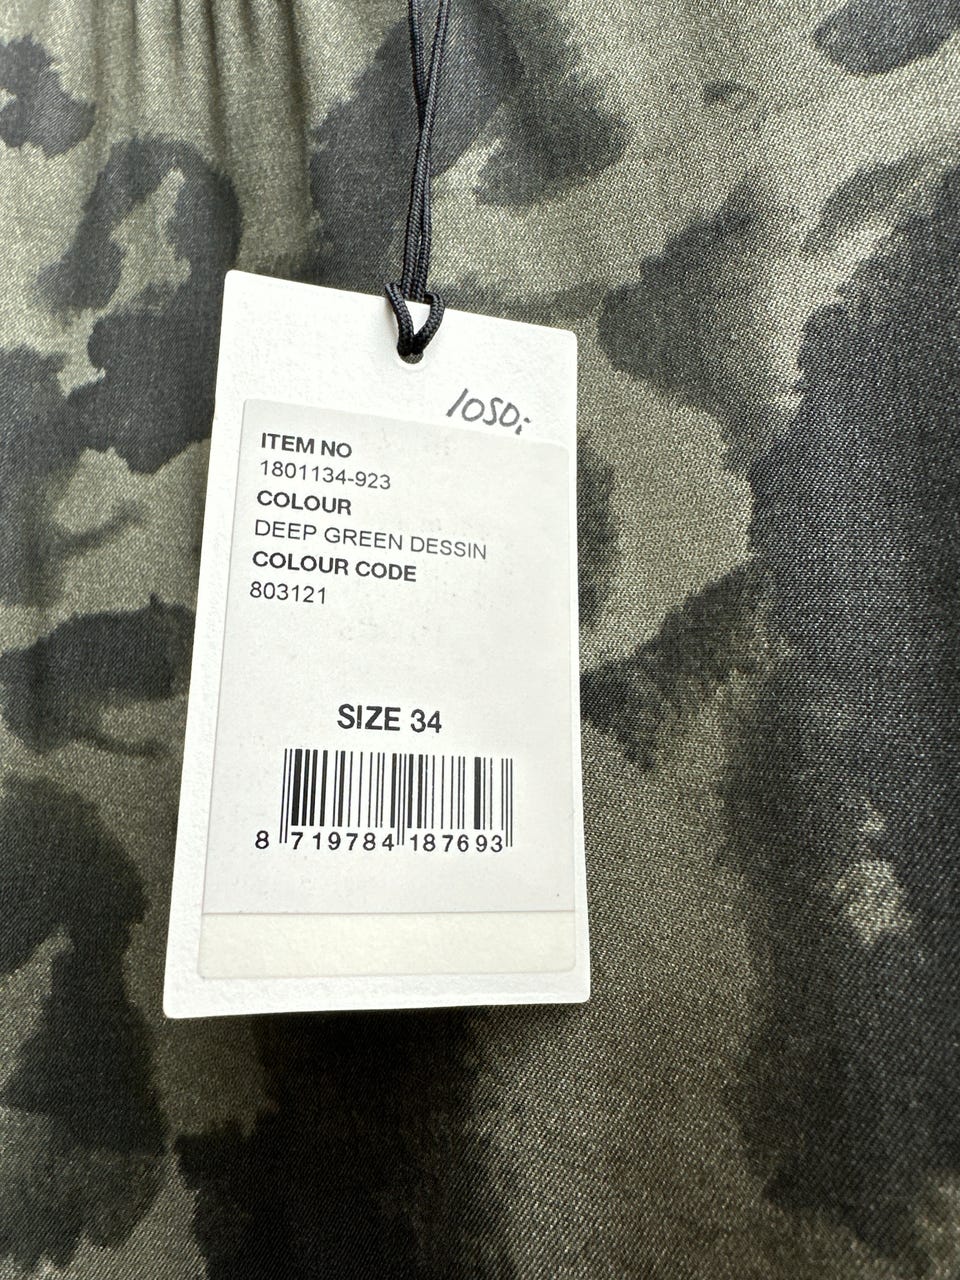 1050;
ITEM NO
1801134-923
COLOUR
DEEP GREEN DESSIN
COLOUR CODE
803121
SIZE 34
8 719784 187693